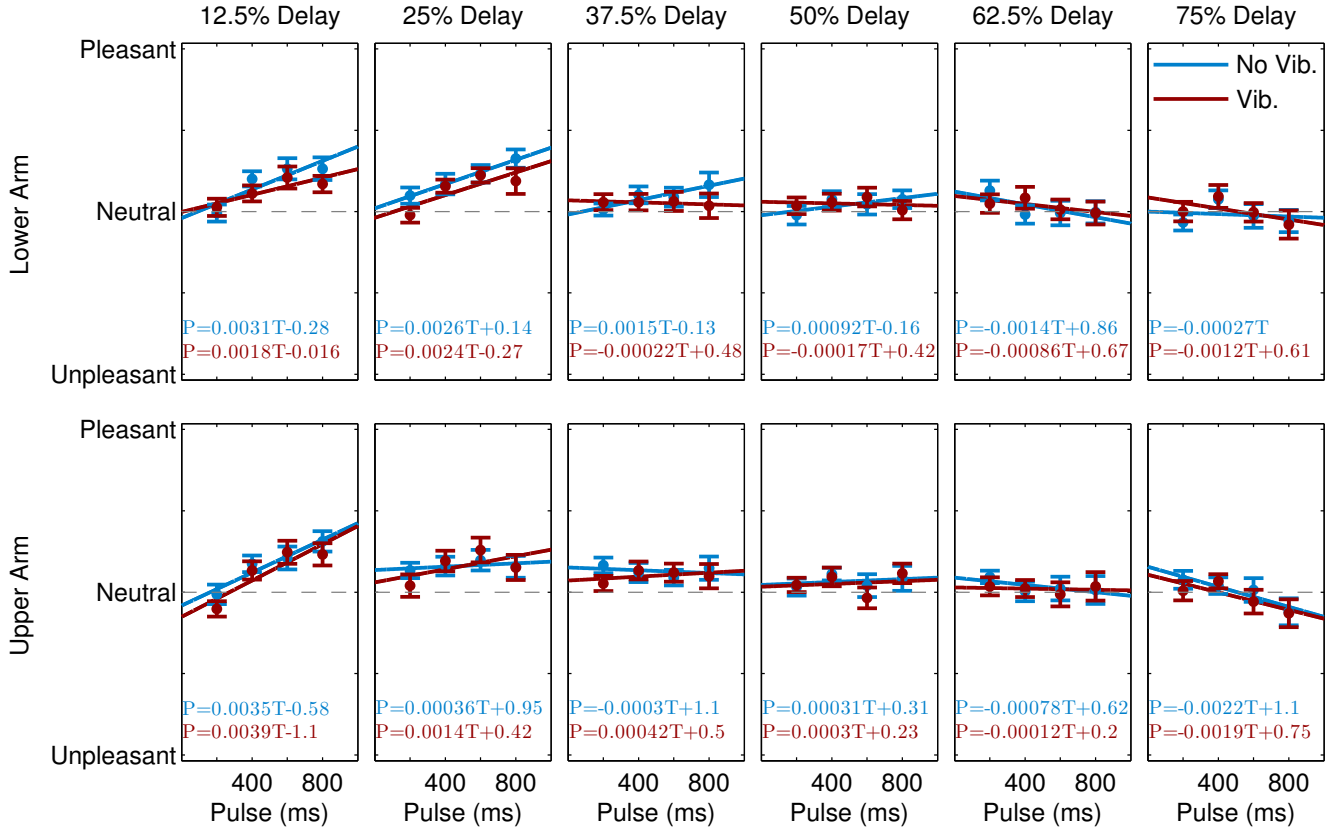 12.5% Delay 25% Delay 37.5% Delay 50% Delay 62.5% Delay 75% Delay
Pleasant
No Vib.
Vib.
Lower Arm
Neutral
P=0.0031T-0.28 P=0.0026T+0.14 P=0.0015T-0.13 P=0.00092T-0.16 P=-0.0014T+0.86 P=-0.00027T
P=0.0018T-0.016 P=0.0024T-0.27 P=-0.00022T+0.48 P=-0.00017T+0.42 P=-0.00086T+0.67 P=-0.0012T+0.61
Unpleasant
Pleasant
Upper Arm
Neutral
P=0.0035T-0.58 P=0.00036T+0.95 P=-0.0003T+1.1 P=0.00031T+0.31 P=-0.00078T+0.62 P=-0.0022T+1.1
P=0.0039T-1.1 P=0.0014T+0.42 P=0.00042T+0.5 P=0.0003T+0.23 P=-0.00012T+0.2 P=-0.0019T+0.75
Unpleasant
400 800 400 800 400 800 400 800 400 800 400 800
Pulse (ms) Pulse (ms) Pulse (ms) Pulse (ms) Pulse (ms) Pulse (ms)